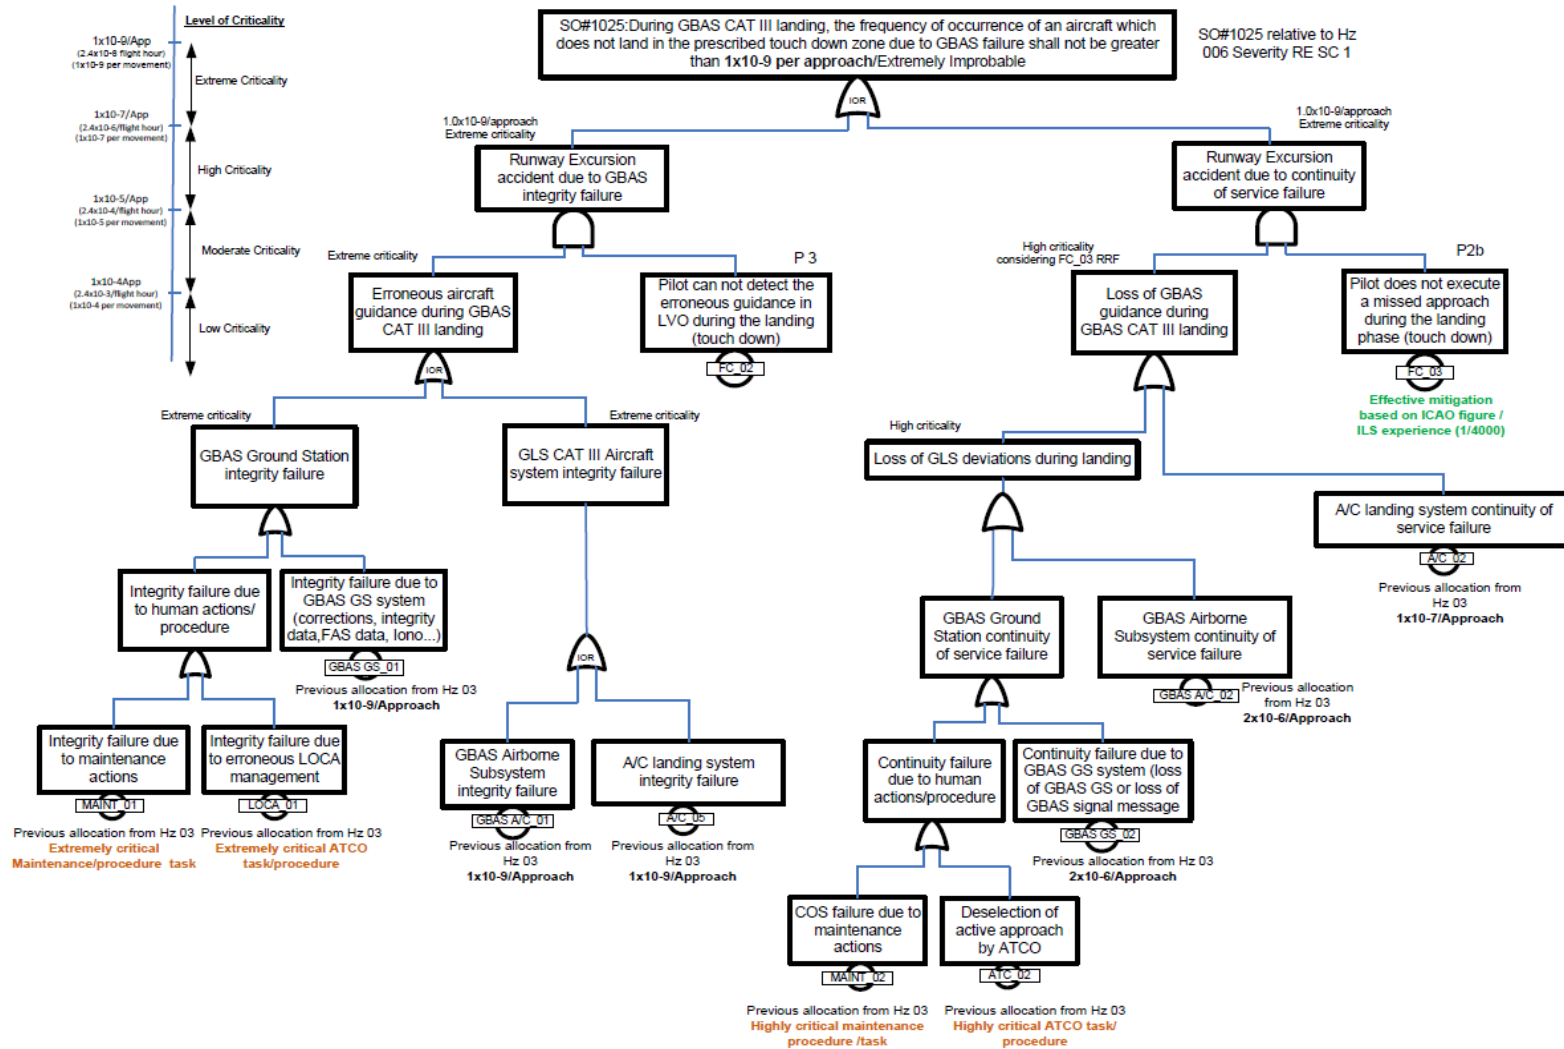 Level of Criticality
1x10-9/App
(2.4x10-8 flight hour)
(1x10-9 per movement)
Extreme Criticality
1x10-7/App
(2.4x10-6/flight hour)
(1x10-7 per movement)
High Criticality
1x10-5/App
(2.4x10-4/flight hour)
(1x10-5 per movement)
Moderate Criticality
1x10-4App
(2.4x10-3/flight hour)
(1x10-4 per movement)
Low Criticality
SO#1025:During GBAS CAT III landing, the frequency of occurrence of an aircraft which
does not land in the prescribed touch down zone due to GBAS failure shall not be greater
than 1x10-9 per approach/Extremely Improbable
SO#1025 relative to Hz
006 Severity RE SC 1
IOR
1.0x10-9/approach
Extreme criticality
Runway Excursion
accident due to GBAS
integrity failure
1.0x10-9/approach
Extreme criticality
Runway Excursion
accident due to continuity
of service failure
Extreme criticality
Erroneous aircraft
guidance during GBAS
CAT III landing
P 3
Pilot can not detect the
erroneous guidance in
LVO during the landing
(touch down)
FC_02
High criticality
considering FC_03 RRF
Loss of GBAS
guidance during
GBAS CAT III landing
P2b
Pilot does not execute
a missed approach
during the landing
phase (touch down)
FC_03
Effective mitigation
based on ICAO figure /
ILS experience (1/4000)
IOR
Extreme criticality
GBAS Ground Station
integrity failure
Extreme criticality
GLS CAT III Aircraft
system integrity failure
High criticality
Loss of GLS deviations during landing
A/C landing system continuity of
service failure
A/C_02
Previous allocation from
Hz 03
1x10-7/Approach
Integrity failure due
to human actions/
procedure
Integrity failure due to
GBAS GS system
(corrections, integrity
data,FAS data, Iono...)
GBAS GS_01
Previous allocation from Hz 03
1x10-9/Approach
IOR
GBAS Ground
Station continuity
of service failure
GBAS Airborne
Subsystem continuity of
service failure
GBAS A/C_02
Previous allocation
from Hz 03
2x10-6/Approach
Integrity failure due
to maintenance
actions
MAINT_01
Previous allocation from Hz 03
Extremely critical
Maintenance/procedure task
Integrity failure due
to erroneous LOCA
management
LOCA_01
Previous allocation from Hz 03
Extremely critical ATCO
task/procedure
GBAS Airborne
Subsystem
integrity failure
GBAS A/C_01
Previous allocation from
Hz 03
1x10-9/Approach
A/C landing system
integrity failure
A/C_05
Previous allocation from
Hz 03
1x10-9/Approach
Continuity failure
due to human
actions/procedure
Continuity failure due to
GBAS GS system (loss
of GBAS GS or loss of
GBAS signal message
GBAS GS_02
Previous allocation from Hz 03
2x10-6/Approach
COS failure due to
maintenance
actions
MAINT_02
Previous allocation from Hz 03
Highly critical maintenance
procedure /task
Deselection of
active approach
by ATCO
ATC_02
Previous allocation from Hz 03
Highly critical ATCO task/
procedure